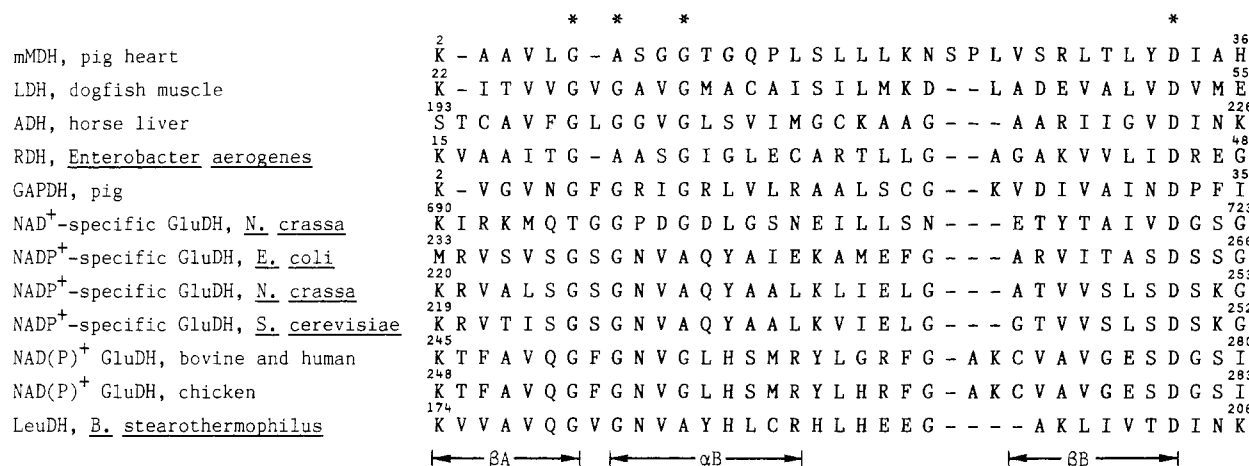 * * * *
2 36
mMDH, pig heart K - A A V L G - A S G G T G Q P L S L L L K N S P L V S R L T L Y D I A H
22 55
LDH, dogfish muscle K - I T V V G V G A V G M A C A I S I L M K D - - L A D E V A L V D V M E
193 226
ADH, horse liver S T C A V F G L G G V G L S V I M G C K A A G - - - A A R I I G V D I N K
15 48
RDH, Enterobacter aerogenes K V A A I T G - A A S G I G L E C A R T L L G - A G A K V V L I D R E G
2 35
GAPDH, pig K - V G V N G F G R I G R L V L R A A L S C G - - K V D I V A I N D P F I
690 723
NAD+-specific GluDH, N. crassa K I R K M Q T G G P D G D L G S N E I L L S N - - - E T Y T A I V D G S G
233 266
NADP+-specific GluDH, E. coli M R V S V S G S G N V A Q Y A I E K A M E F G - - - A R V I T A S D S S G
220 253
NADP+-specific GluDH, N. crassa K R V A L S G S G N V A Q Y A A L K L I E L G - - - A T V V S L S D S K G
219 252
NADP+-specific GluDH, S. cerevisiae K R V T I S G S G N V A Q Y A A L K V I E L G - - - G T V V S L S D S K G
245 280
NAD(P)+ GluDH, bovine and human K T F A V Q G F G N V G L H S M R Y L G R F G - A K C V A V G E S D G S I
248 283
NAD(P)+ GluDH, chicken K T F A V Q G F G N V G L H S M R Y L H R F G - A K C V A V G E S D G S I
174 206
LeuDH, B. stearothermophilus K V V A V Q G V G N V A Y H L C R H L H E E G - - - - A K L I V T D I N K
βA αB βB